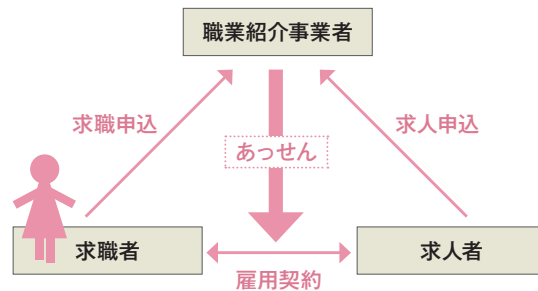 職業紹介事業者
求職申込
求人申込
あっせん
求職者
求人者
雇用契約